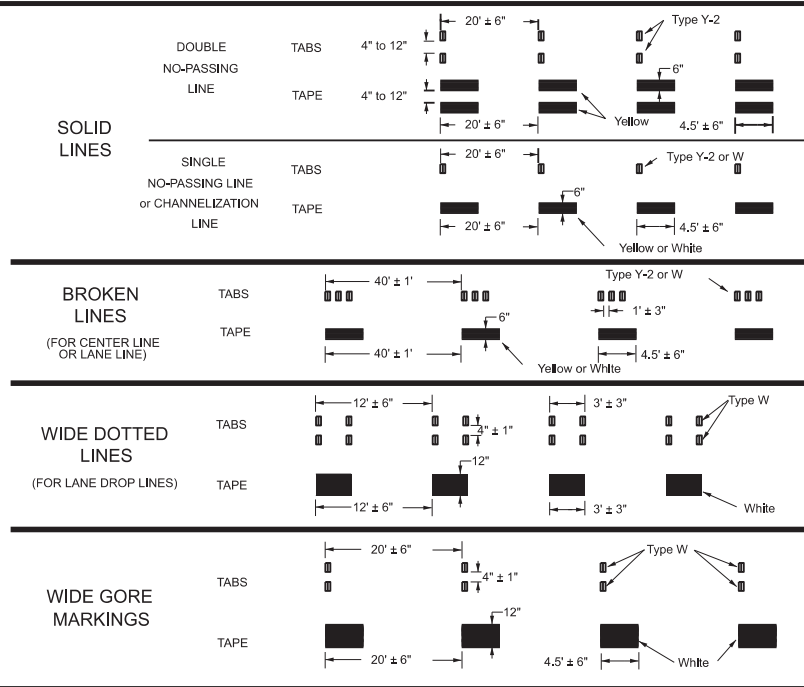 SOLID
LINES
DOUBLE
NO-PASSING
LINE
TABS
4" to 12"
20' ± 6"
Type Y-2
TAPE
4" to 12"
6"
20' ± 6"
Yellow
4.5' ± 6"
SINGLE
NO-PASSING LINE
or CHANNELIZATION
LINE
TABS
20' ± 6"
Type Y-2 or W
TAPE
6"
20' ± 6"
4.5' ± 6"
Yellow or White
BROKEN
LINES
(FOR CENTER LINE
OR LANE LINE)
TABS
40' ± 1'
Type Y-2 or W
1' ± 3"
TAPE
6"
40' ± 1'
4.5' ± 6"
Yellow or White
WIDE DOTTED
LINES
(FOR LANE DROP LINES)
TABS
12' ± 6"
3' ± 3"
Type W
4" ± 1"
TAPE
12"
12' ± 6"
3' ± 3"
White
WIDE GORE
MARKINGS
TABS
20' ± 6"
Type W
4" ± 1"
TAPE
12"
20' ± 6"
4.5' ± 6"
White